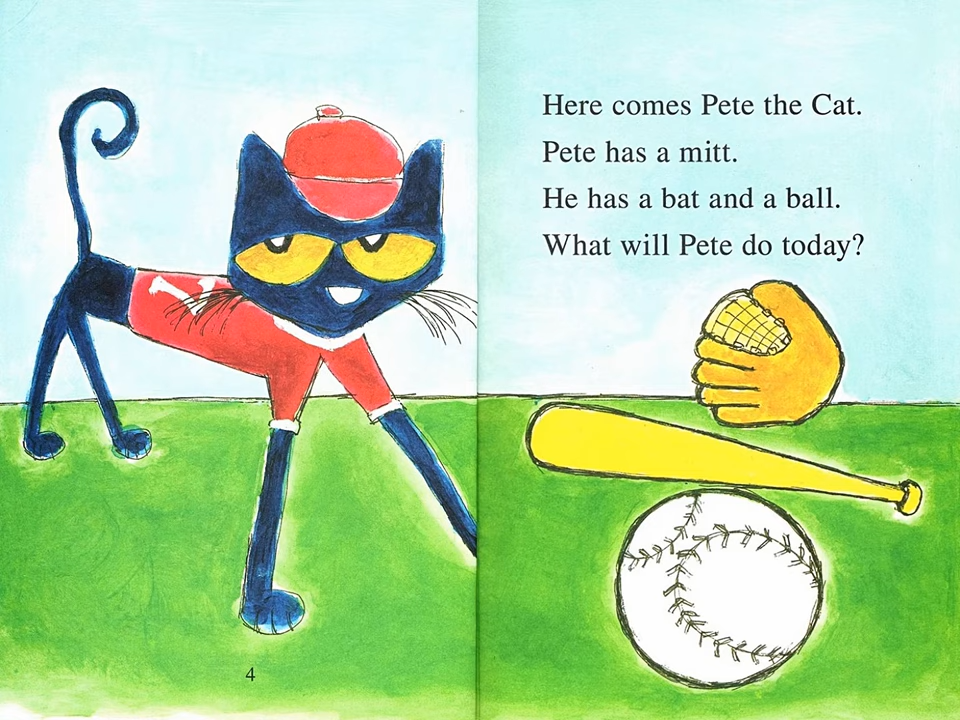 Here comes Pete the Cat.
Pete has a mitt.
He has a bat and a ball.
What will Pete do today?
4